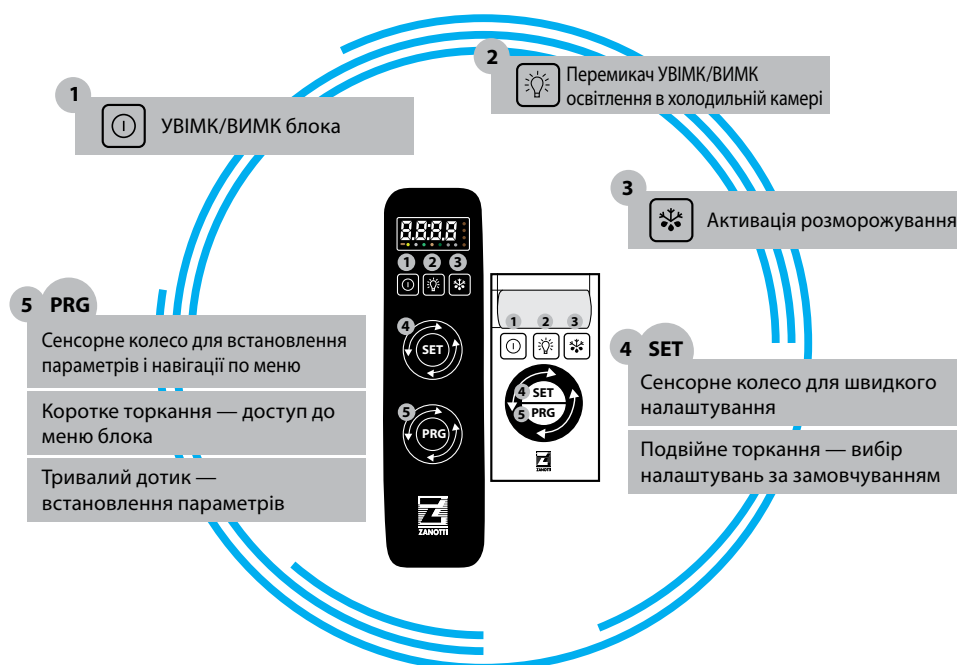 1
УВІМК/ВИМК блока
2
Перемикач УВІМК/ВИМК
освітлення в холодильній камері
3
Активація розморожування
4 SET
Сенсорне колесо для швидкого
налаштування
Подвійне торкання — вибір
налаштувань за замовчуванням
5 PRG
Сенсорне колесо для встановлення
параметрів і навігації по меню
Коротке торкання — доступ до
меню блока
Тривалий дотик —
встановлення параметрів
8.8:8.8
1 2 3
4
SET
5
PRG
ZANOTTI
1 2 3
4 SET
5 PRG
ZANOTTI